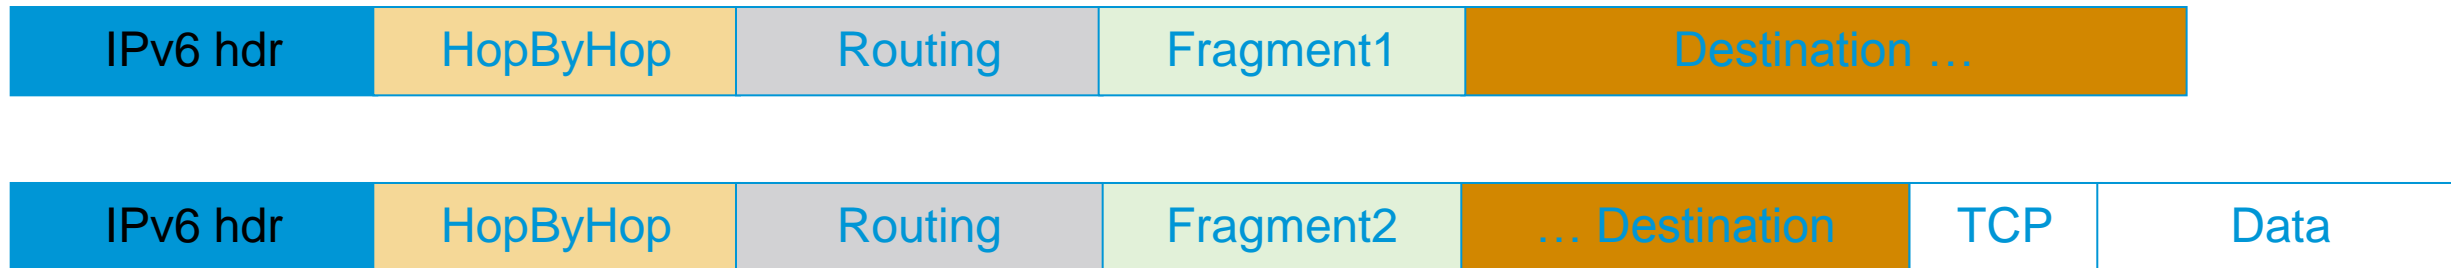 IPv6 hdr HopByHop Routing Fragment1 Destination …
IPv6 hdr HopByHop Routing Fragment2 … Destination TCP Data